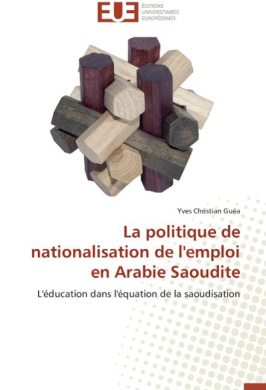 EUE
ÉDITIONS
UNIVERSITAIRES
EUROPÉENNES
Yves Christian Guéa
La politique de
nationalisation de l'emploi
en Arabie Saoudite
L'éducation dans l'équation de la saoudisation